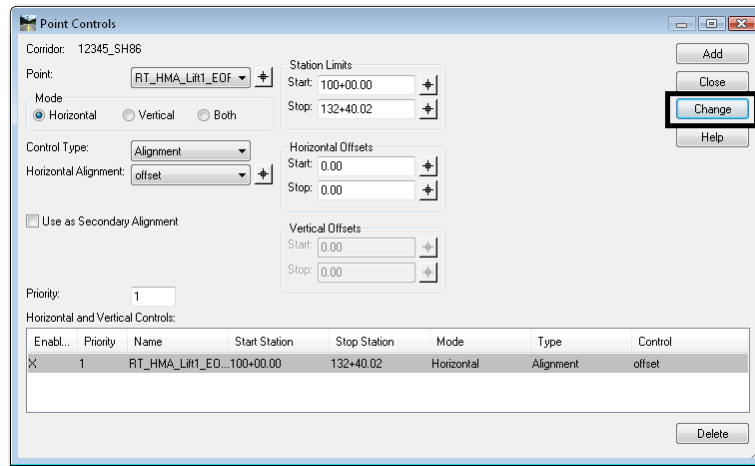 Point Controls
Corridor: 12345_SH86
Add
Point: RT_HMA_Lift1_EOF
Station Limits
Start: 100+00.00
Close
Mode
Horizontal Vertical Both
Stop: 132+40.02
Change
Help
Control Type: Alignment
Horizontal Offsets
Horizontal Alignment: offset
Start: 0.00
Stop: 0.00
Use as Secondary Alignment
Vertical Offsets
Start: 0.00
Stop: 0.00
Priority: 1
Horizontal and Vertical Controls:
Enabl... Priority Name Start Station Stop Station Mode Type Control
X 1 RT_HMA_Lift1_EO... 100+00.00 132+40.02 Horizontal Alignment offset
Delete